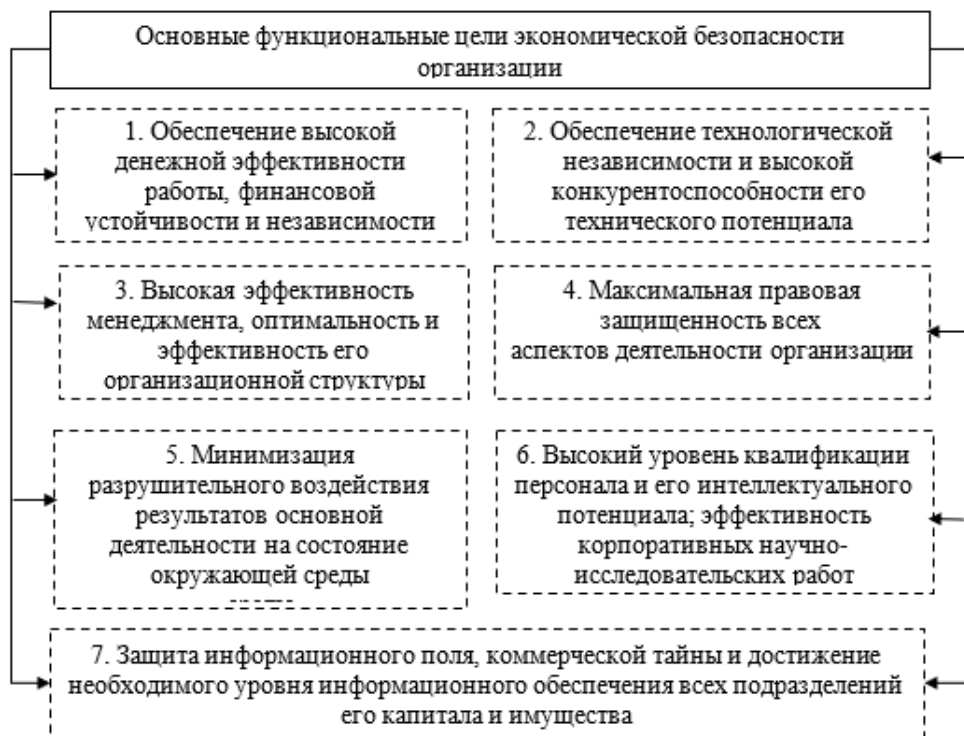 Основные функциональные цели экономической безопасности
организации
1. Обеспечение высокой
денежной эффективности
работы, финансовой
устойчивости и независимости
2. Обеспечение технологической
независимости и высокой
конкурентоспособности его
технического потенциала
3. Высокая эффективность
менеджмента, оптимальность и
эффективность его
организационной структуры
4. Максимальная правовая
защищенность всех
аспектов деятельности организации
5. Минимизация
разрушительного воздействия
результатов основной
деятельности на состояние
окружающей среды
6. Высокий уровень квалификации
персонала и его интеллектуального
потенциала; эффективность
корпоративных научно-
исследовательских работ
7. Защита информационного поля, коммерческой тайны и достижение
необходимого уровня информационного обеспечения всех подразделений
его капитала и имущества